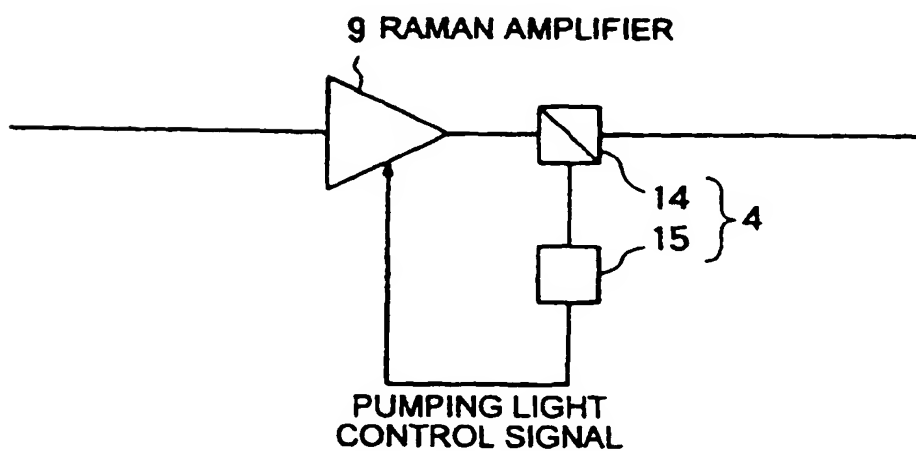 9 RAMAN AMPLIFIER
14
15
4
PUMPING LIGHT
CONTROL SIGNAL